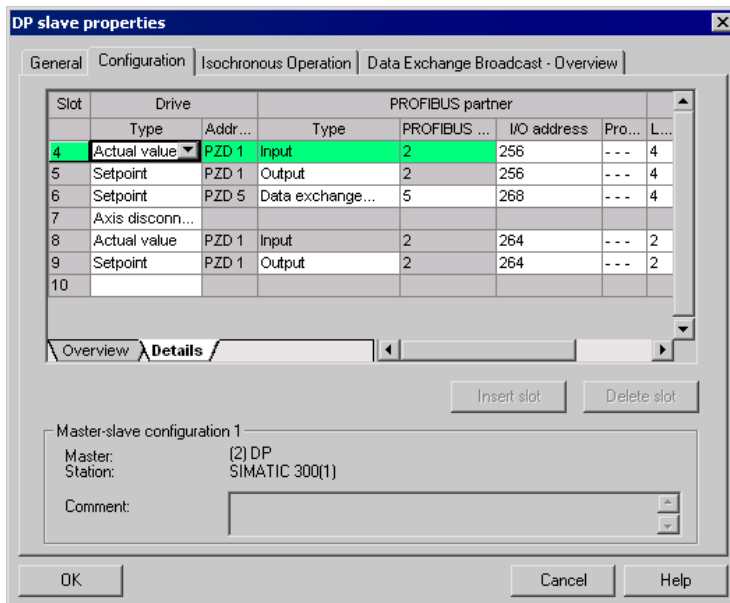 DP slave properties
General Configuration Isochronous Operation Data Exchange Broadcast - Overview
Slot Drive PROFIBUS partner
Type Addr... Type PROFIBUS ... I/O address Pro... L...
4 Actual value PZD 1 Input 2 256 - - - 4
5 Setpoint PZD 1 Output 2 256 - - - 4
6 Setpoint PZD 5 Data exchange... 5 268 - - - 4
7 Axis disconn...
8 Actual value PZD 1 Input 2 264 - - - 2
9 Setpoint PZD 1 Output 2 264 - - - 2
10
Overview Details
Insert slot Delete slot
Master-slave configuration 1
Master: (2) DP
Station: SIMATIC 300(1)
Comment:
OK Cancel Help